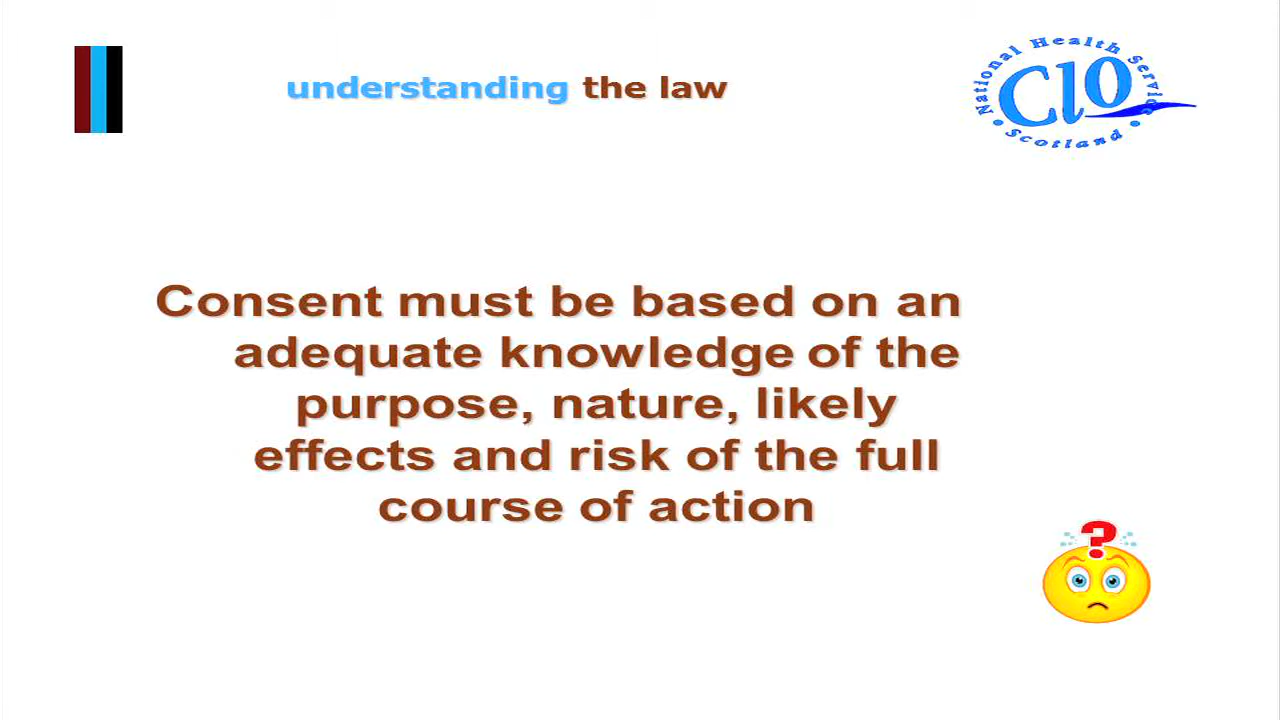 understanding the law
National Health Service
ClO
Scotland
Consent must be based on an
adequate knowledge of the
purpose, nature, likely
effects and risk of the full
course of action
?